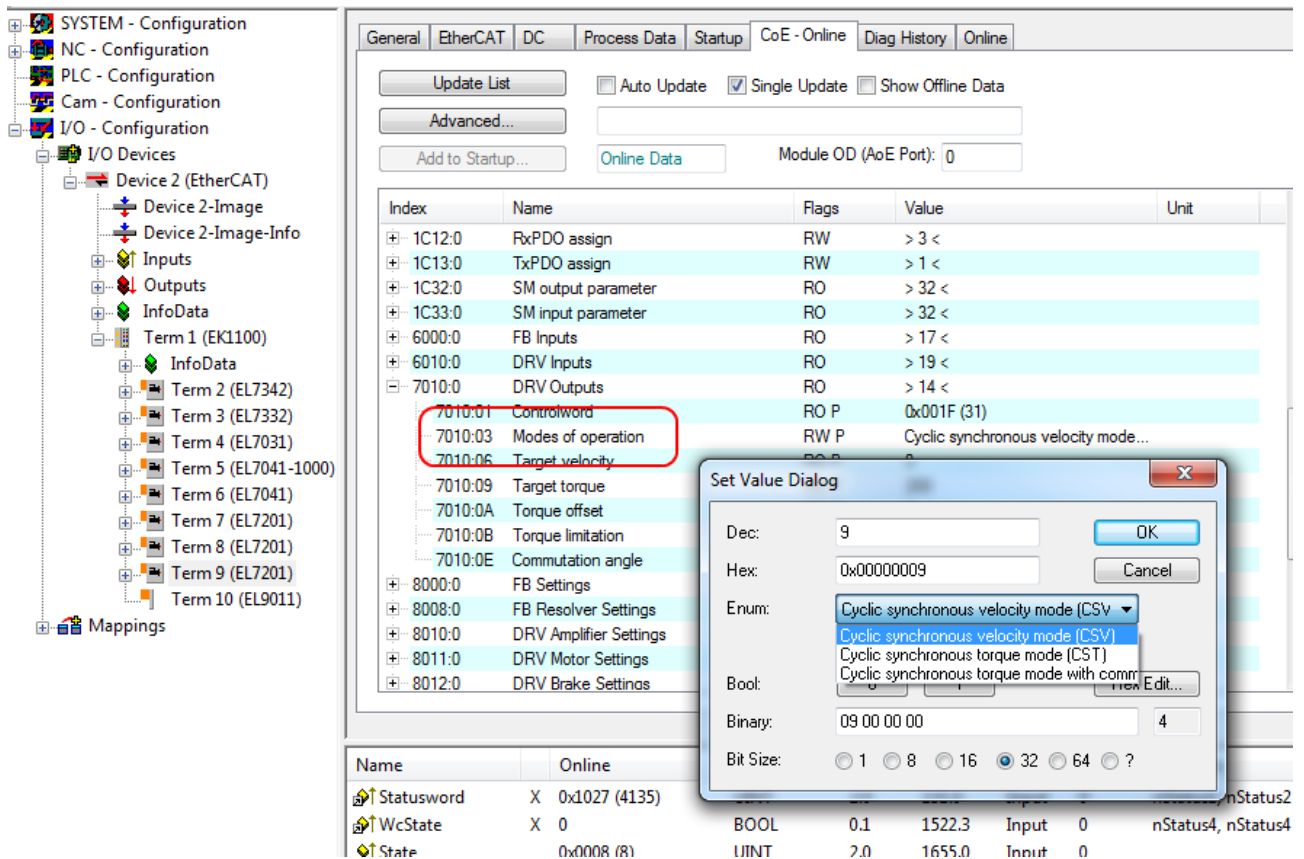 SYSTEM - Configuration
NC - Configuration
PLC - Configuration
Cam - Configuration
I/O - Configuration
I/O Devices
Device 2 (EtherCAT)
Device 2-Image
Device 2-Image-Info
Inputs
Outputs
InfoData
Term 1 (EK1100)
InfoData
Term 2 (EL7342)
Term 3 (EL7332)
Term 4 (EL7031)
Term 5 (EL7041-1000)
Term 6 (EL7041)
Term 7 (EL7201)
Term 8 (EL7201)
Term 9 (EL7201)
Term 10 (EL9011)
Mappings
General EtherCAT DC Process Data Startup CoE - Online Diag History Online
Update List Auto Update Single Update Show Offline Data
Advanced...
Add to Startup... Online Data Module OD (AoE Port): 0
Index Name Flags Value Unit
1C12:0 RxPDO assign RW > 3 <
1C13:0 TxPDO assign RW > 1 <
1C32:0 SM output parameter RO > 32 <
1C33:0 SM input parameter RO > 32 <
6000:0 FB Inputs RO > 17 <
6010:0 DRV Inputs RO > 19 <
7010:0 DRV Outputs RO > 14 <
7010:01 Controlword RO P 0x001F (31)
7010:03 Modes of operation RW P Cyclic synchronous velocity mode...
7010:06 Target velocity RO P
7010:09 Target torque
7010:0A Torque offset
7010:0B Torque limitation
7010:0E Commutation angle
8000:0 FB Settings
8008:0 FB Resolver Settings
8010:0 DRV Amplifier Settings
8011:0 DRV Motor Settings
8012:0 DRV Brake Settings
Set Value Dialog
Dec: 9 OK
Hex: 0x00000009 Cancel
Enum: Cyclic synchronous velocity mode (CSV
Cyclic synchronous velocity mode (CSV)
Cyclic synchronous torque mode (CST)
Cyclic synchronous torque mode with comm
Bool: Hex Edit...
Binary: 09 00 00 00 4
Bit Size: 1 8 16 32 64 ?
Name Online
Statusword X 0x1027 (4135) nStatus2
WcState X 0 BOOL 0.1 1522.3 Input 0 nStatus4, nStatus4
State 0x0008 (8) UINT 2.0 1655.0 Input 0